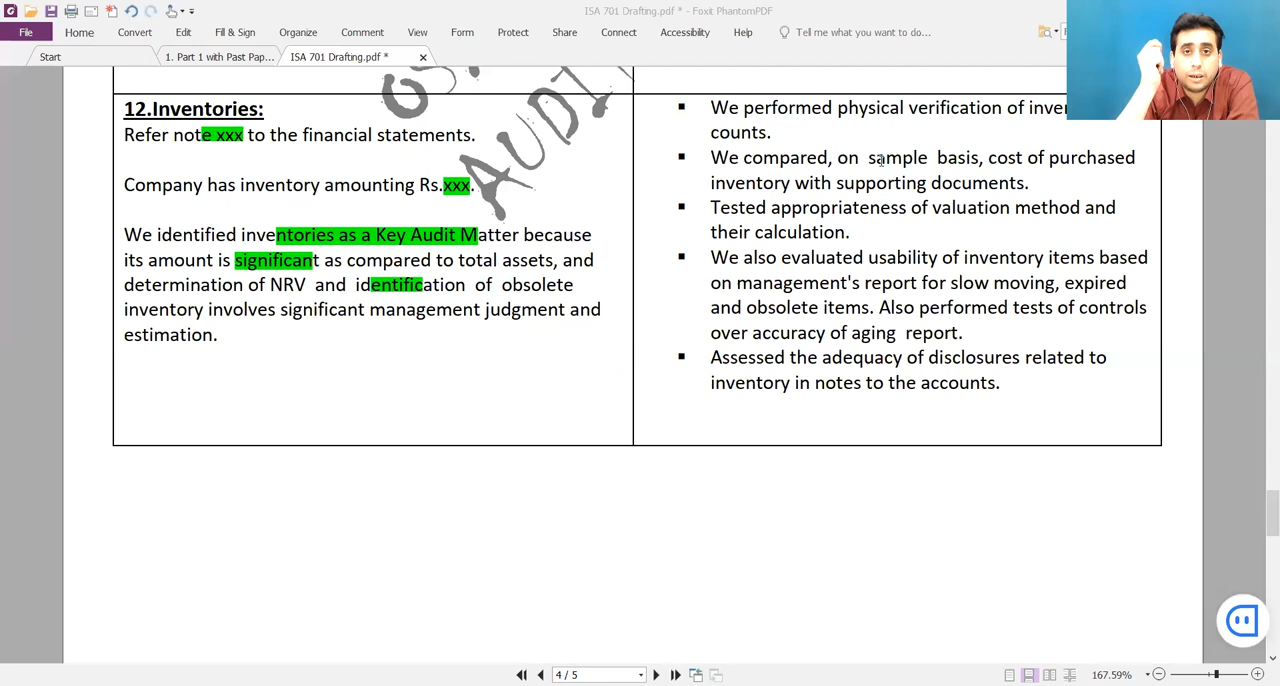 ISA 701 Drafting.pdf * - Foxit PhantomPDF
File Home Convert Edit Fill & Sign Organize Comment View Form Protect Share Connect Accessibility Help Tell me what you want to do...
Start 1. Part 1 with Past Pap... ISA 701 Drafting.pdf *
12.Inventories:
Refer note xxx to the financial statements.
Company has inventory amounting Rs.xxx.
We identified inventories as a Key Audit Matter because
its amount is significant as compared to total assets, and
determination of NRV and identification of obsolete
inventory involves significant management judgment and
estimation.
We performed physical verification of
counts.
We compared, on sample basis, cost of purchased
inventory with supporting documents.
Tested appropriateness of valuation method and
their calculation.
We also evaluated usability of inventory items based
on management's report for slow moving, expired
and obsolete items. Also performed tests of controls
over accuracy of aging report.
Assessed the adequacy of disclosures related to
inventory in notes to the accounts.
AUDI
4 / 5
167.59%